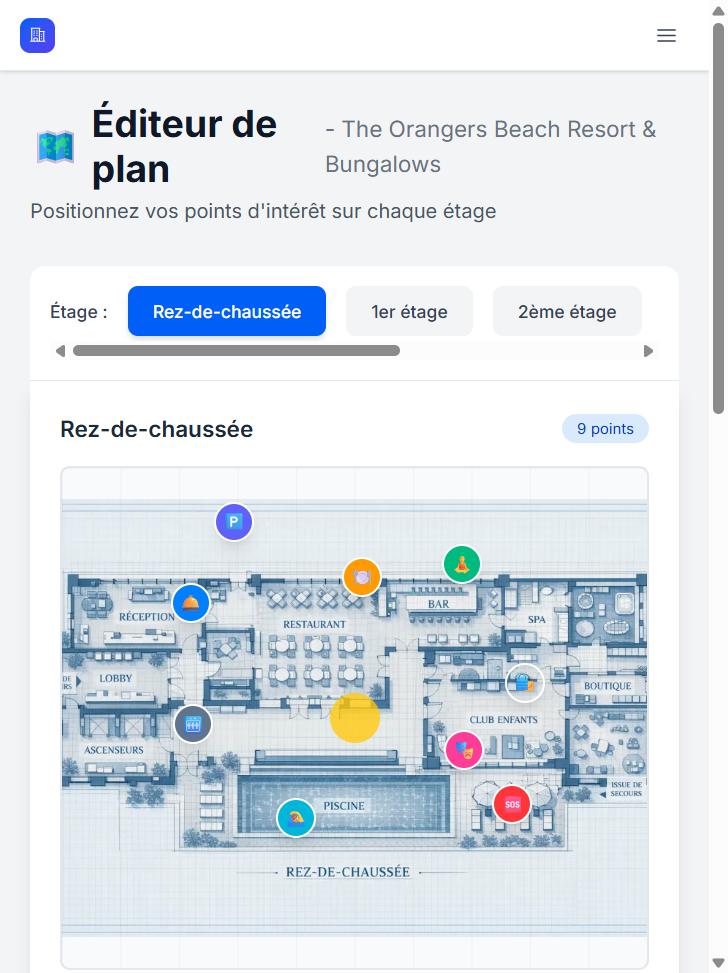 Éditeur de
plan
- The Orangers Beach Resort &
Bungalows
Positionnez vos points d'intérêt sur chaque étage
Étage :
Rez-de-chaussée
1er étage
2ème étage
Rez-de-chaussée
9 points
P
RÉCEPTION
RESTAURANT
BAR
SPA
LOBBY
BOUTIQUE
CLUB ENFANTS
ASCENSEURS
ISSUE DE
SECOURS
PISCINE
SOS
REZ-DE-CHAUSSÉE